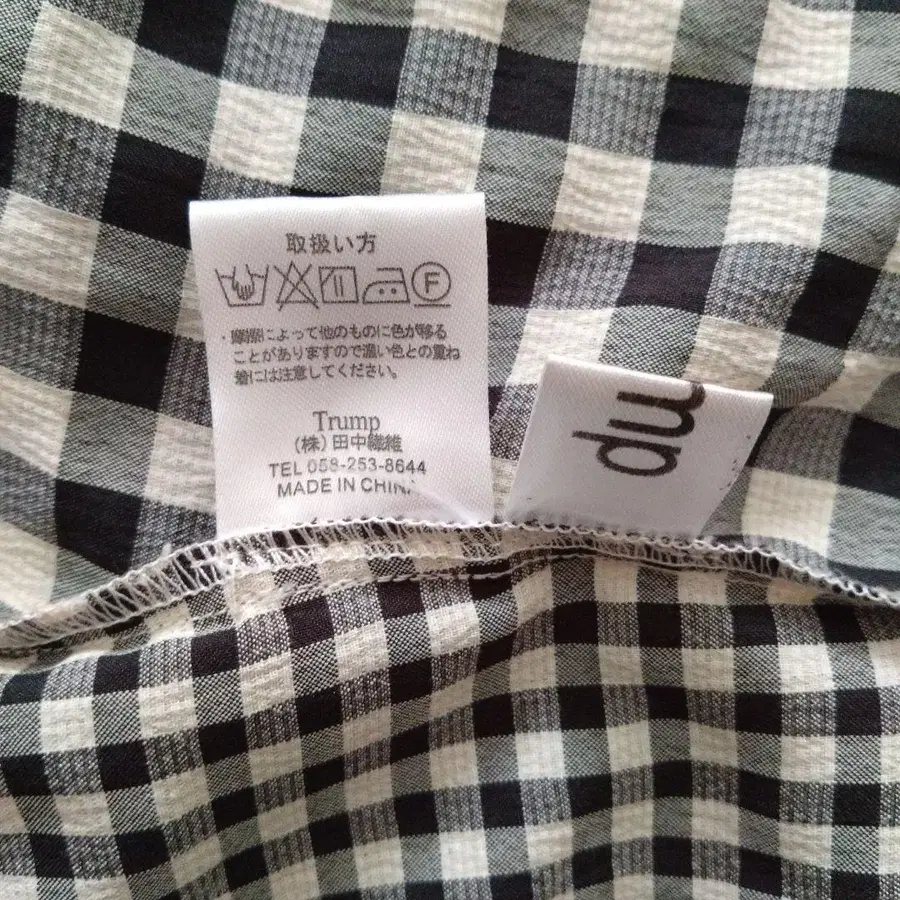 取扱い方
F
・摩擦によって他のものに色が移る
ことがありますので濃い色との重ね
着には注意してください。
Trump
(株)田中繊維
TEL 058-253-8644
MADE IN CHINA
mp